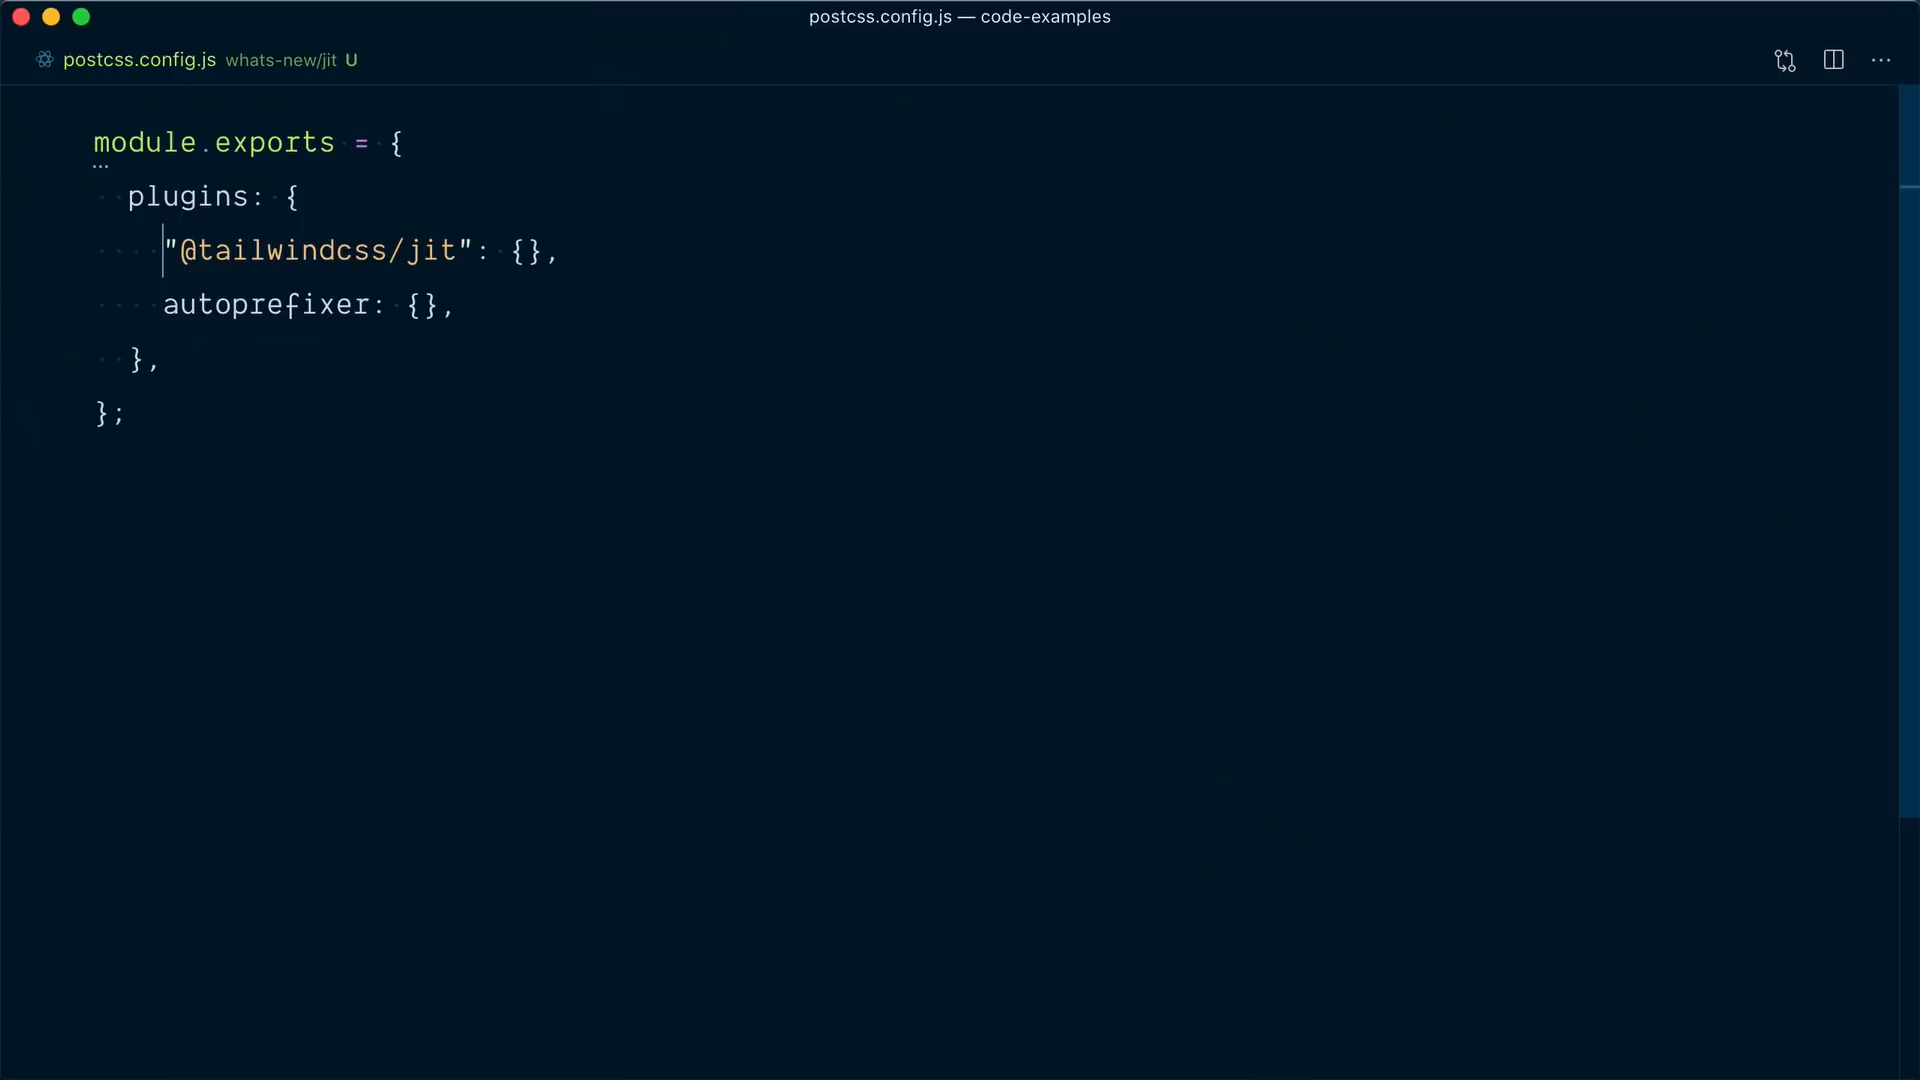 postcss.config.js — code-examples
postcss.config.js whats-new/jit U
module.exports = {
  plugins: {
    "@tailwindcss/jit": {},
    autoprefixer: {},
  },
};